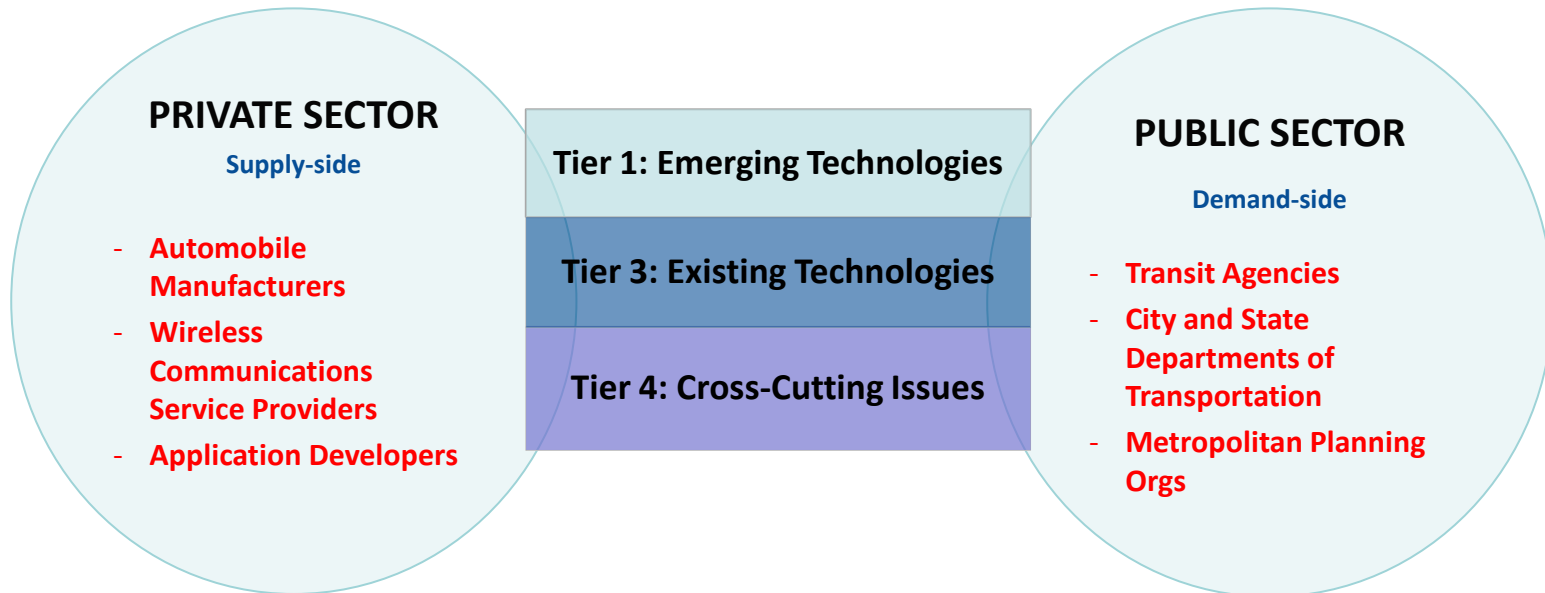 PRIVATE SECTOR
Supply-side
- Automobile
Manufacturers
- Wireless
Communications
Service Providers
- Application Developers
Tier 1: Emerging Technologies
Tier 3: Existing Technologies
Tier 4: Cross-Cutting Issues
PUBLIC SECTOR
Demand-side
- Transit Agencies
- City and State
Departments of
Transportation
- Metropolitan Planning
Orgs